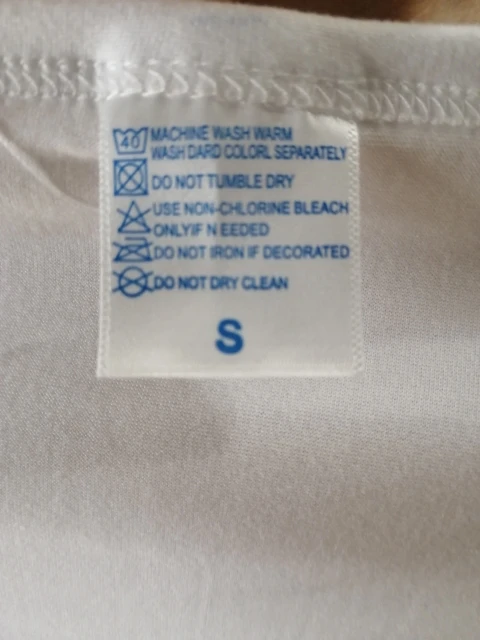 40 MACHINE WASH WARM
WASH DARD COLORL SEPARATELY
DO NOT TUMBLE DRY
USE NON-CHLORINE BLEACH
ONLYIF N EEDED
DO NOT IRON IF DECORATED
DO NOT DRY CLEAN
S